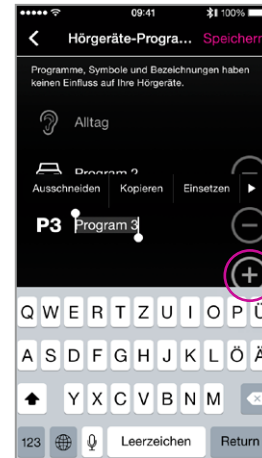 09:41 100%
Hörgeräte-Progra... Speichern
Programme, Symbole und Bezeichnungen haben
keinen Einfluss auf Ihre Hörgeräte.
Alltag
Program 2
Ausschneiden Kopieren Einsetzen
P3 Program 3
Q W E R T Z U I O P Ü
A S D F G H J K L Ö Ä
Y X C V B N M
123 Leerzeichen Return